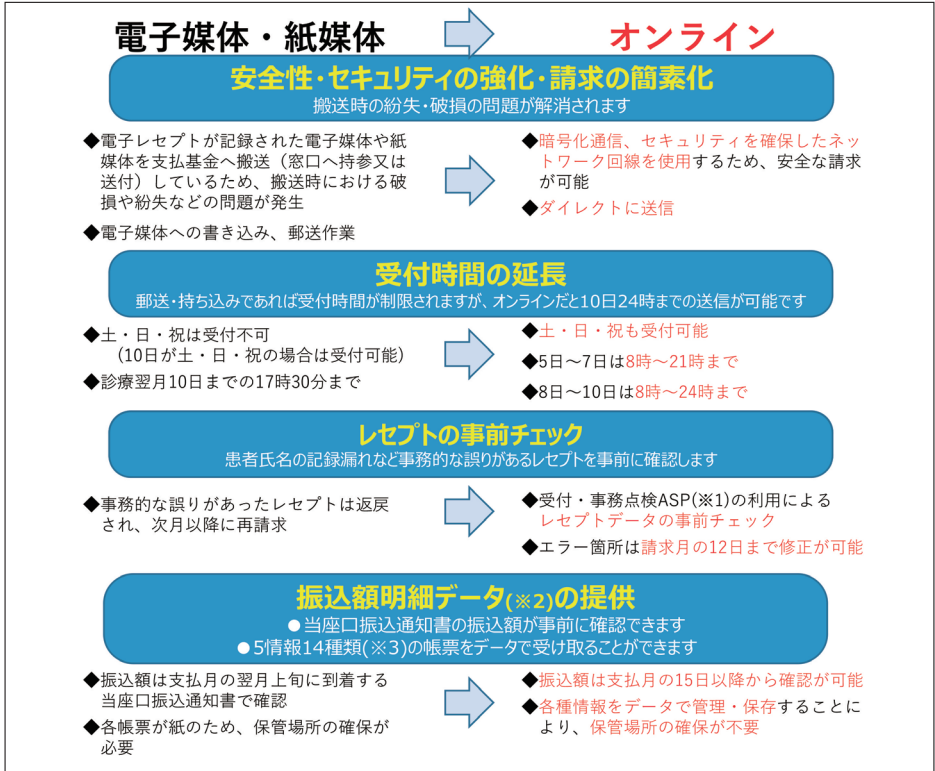 電子媒体・紙媒体
オンライン
安全性・セキュリティの強化・請求の簡素化
搬送時の紛失・破損の問題が解消されます
◆電子レセプトが記録された電子媒体や紙
媒体を支払基金へ搬送（窓口へ持参又は
送付）しているため、搬送時における破
損や紛失などの問題が発生
◆電子媒体への書き込み、郵送作業
◆暗号化通信、セキュリティを確保したネッ
トワーク回線を使用するため、安全な請求
が可能
◆ダイレクトに送信
受付時間の延長
郵送・持ち込みであれば受付時間が制限されますが、オンラインだと10日24時までの送信が可能です
◆土・日・祝は受付不可
（10日が土・日・祝の場合は受付可能）
◆診療翌月10日までの17時30分まで
◆土・日・祝も受付可能
◆5日～7日は8時～21時まで
◆8日～10日は8時～24時まで
レセプトの事前チェック
患者氏名の記録漏れなど事務的な誤りがあるレセプトを事前に確認します
◆事務的な誤りがあったレセプトは返戻
され、次月以降に再請求
◆受付・事務点検ASP(※1)の利用による
レセプトデータの事前チェック
◆エラー箇所は請求月の12日まで修正が可能
振込額明細データ(※2)の提供
●当座口振込通知書の振込額が事前に確認できます
●5情報14種類(※3)の帳票をデータで受け取ることができます
◆振込額は支払月の翌月上旬に到着する
当座口振込通知書で確認
◆各帳票が紙のため、保管場所の確保が
必要
◆振込額は支払月の15日以降から確認が可能
◆各種情報をデータで管理・保存することに
より、保管場所の確保が不要